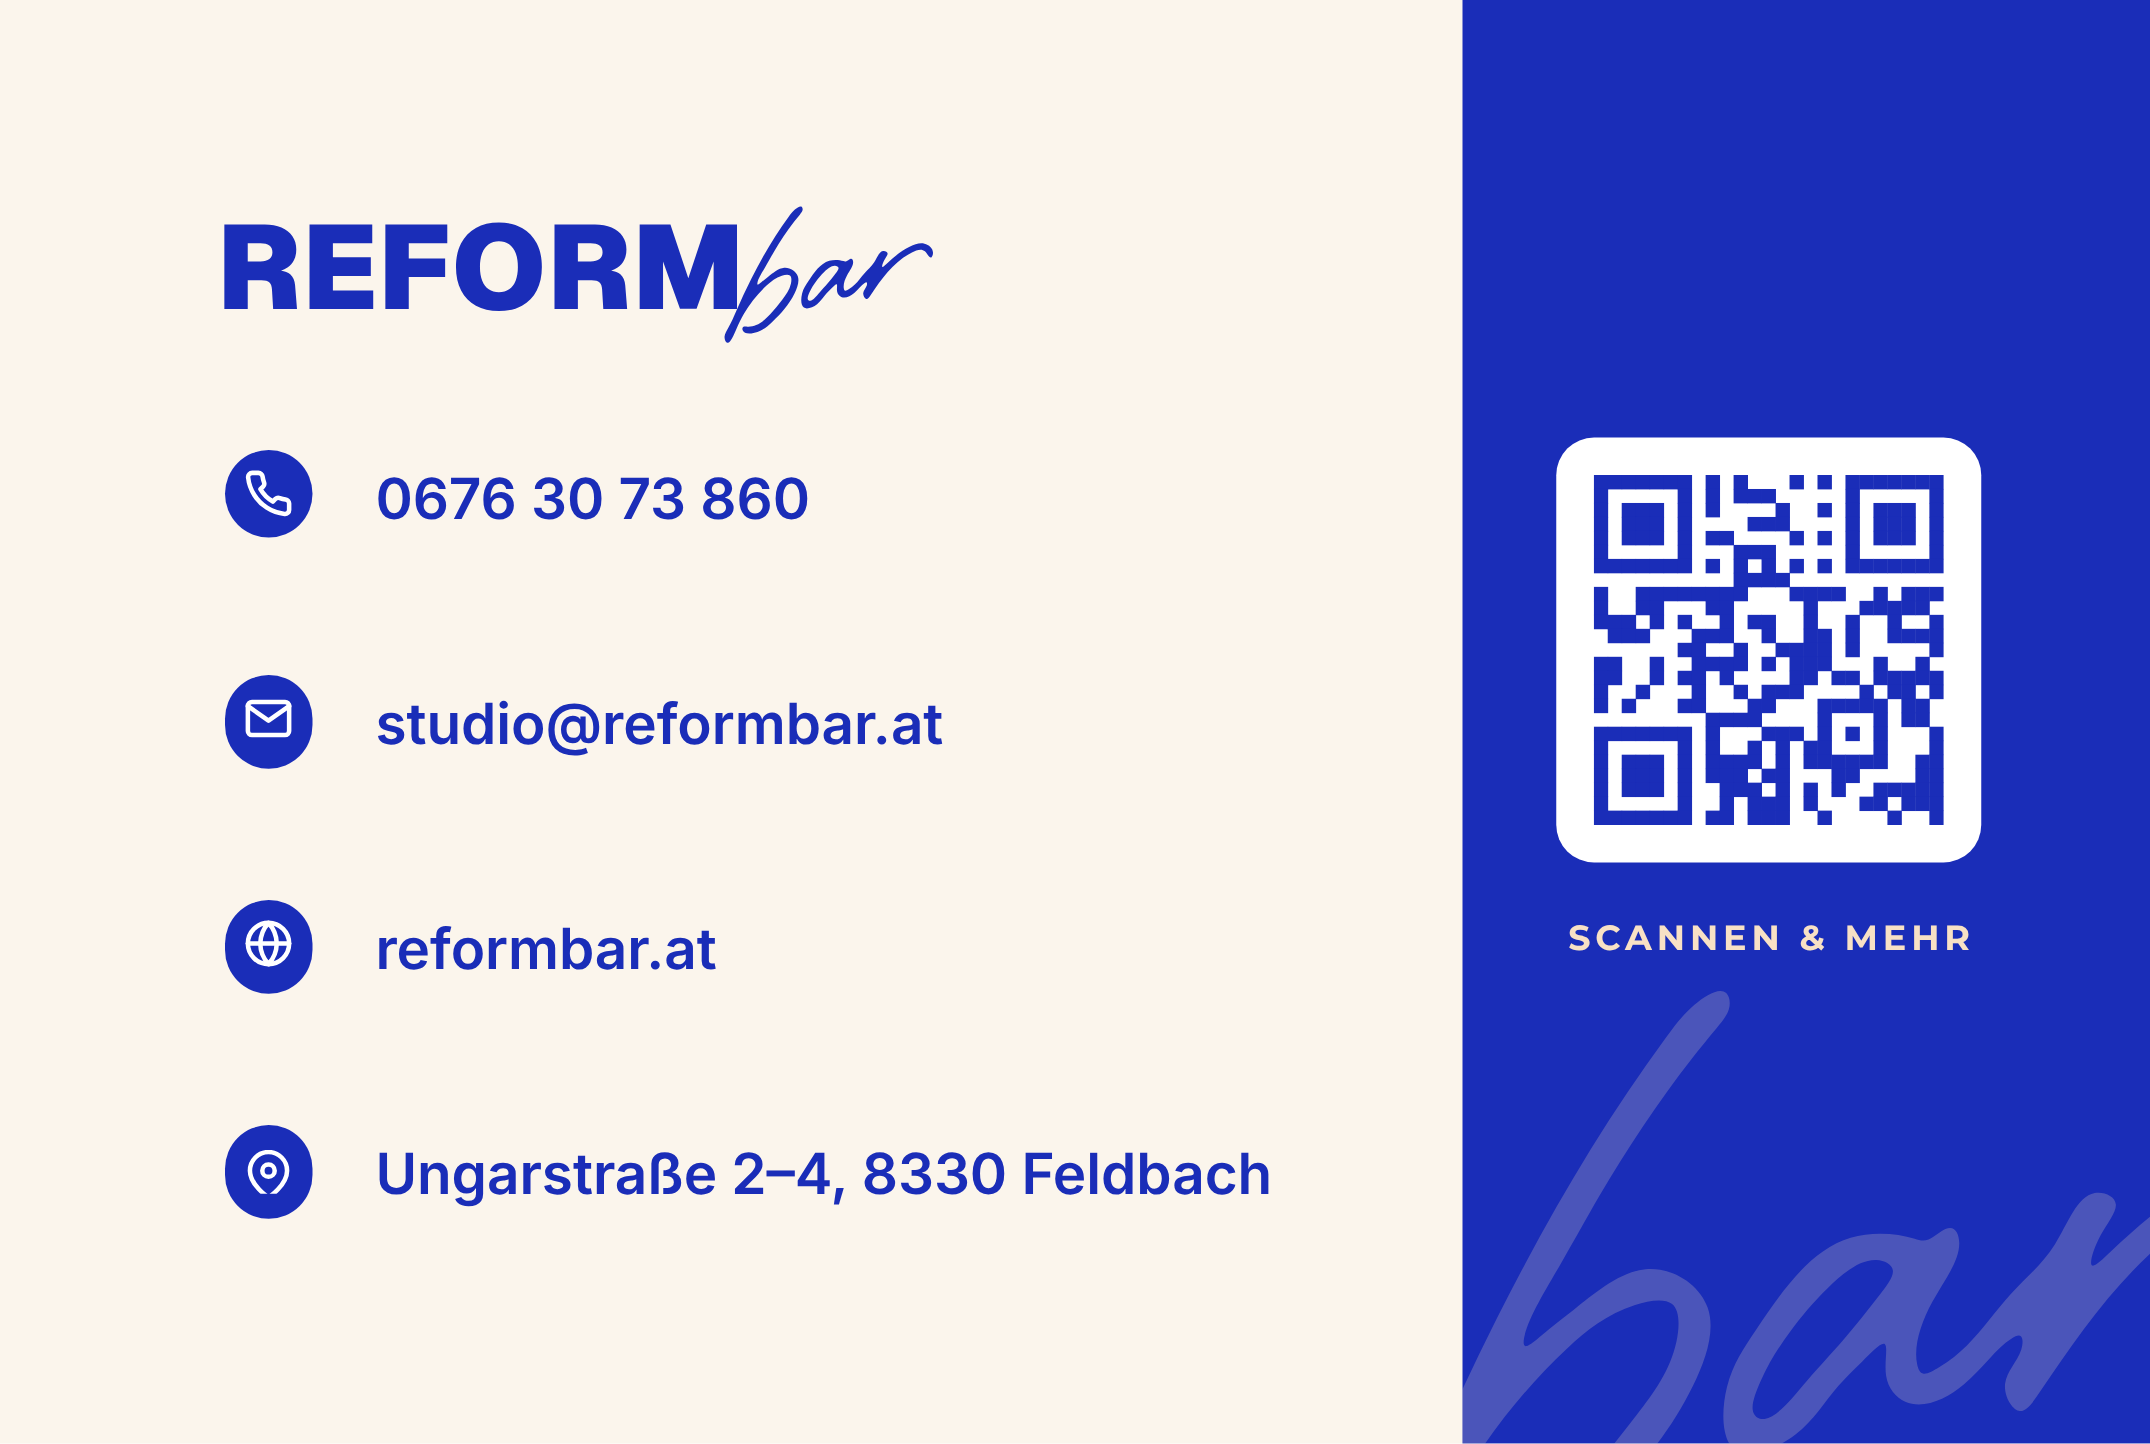 REFORMbar
0676 30 73 860
studio@reformbar.at
reformbar.at
Ungarstraße 2–4, 8330 Feldbach
SCANNEN & MEHR
bar